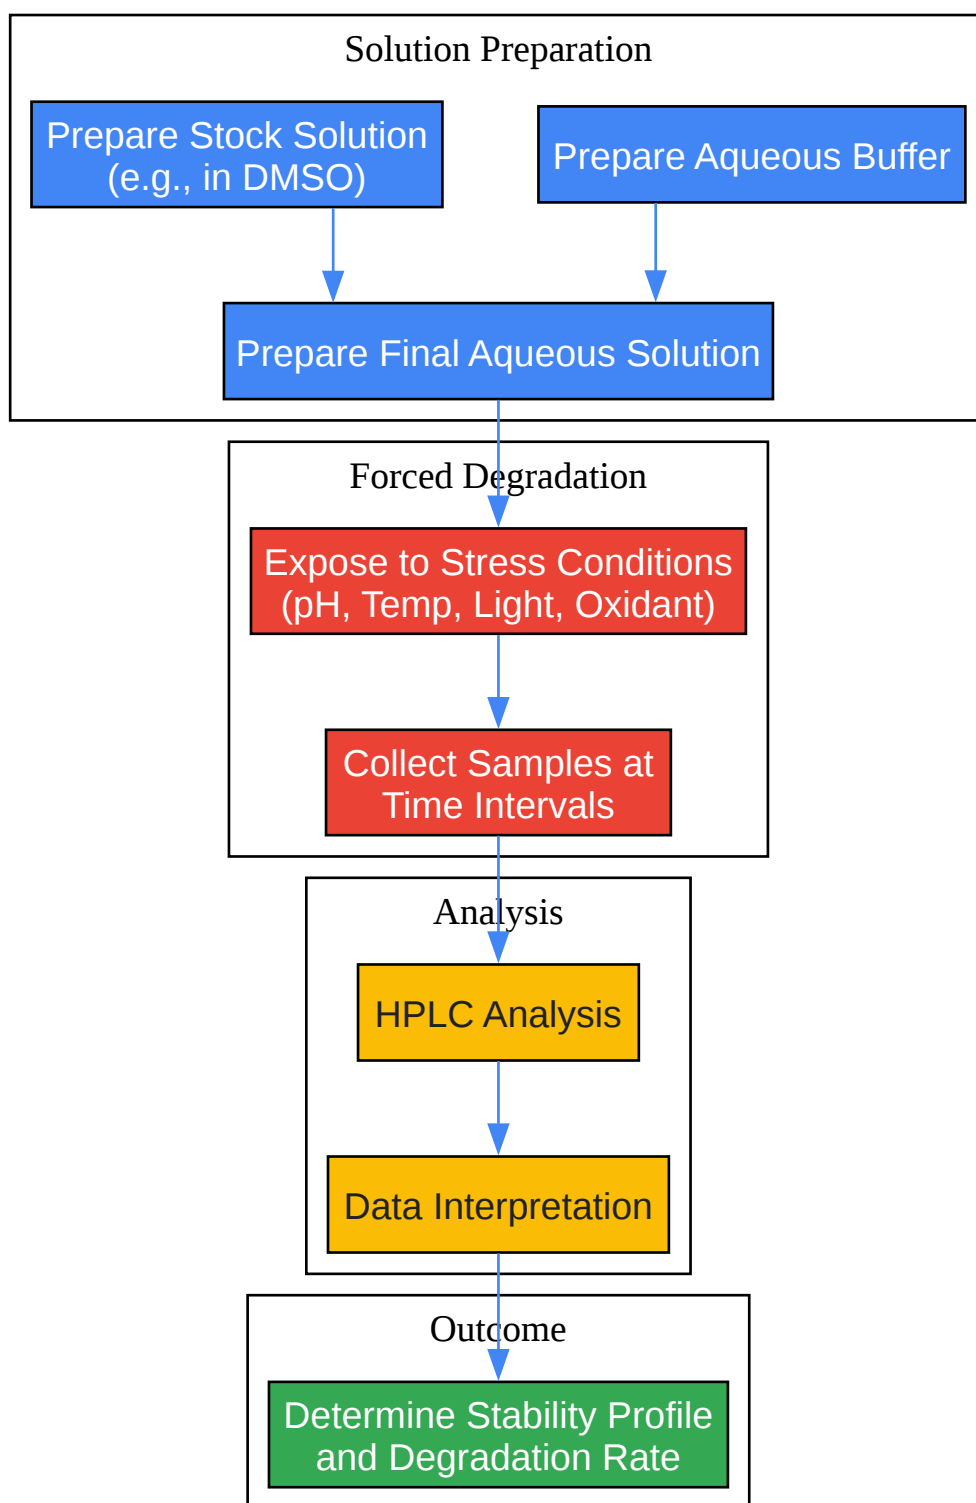 Solution Preparation
Prepare Stock Solution
(e.g., in DMSO)
Prepare Aqueous Buffer
Prepare Final Aqueous Solution
Forced Degradation
Expose to Stress Conditions
(pH, Temp, Light, Oxidant)
Collect Samples at
Time Intervals
Analysis
HPLC Analysis
Data Interpretation
Outcome
Determine Stability Profile
and Degradation Rate